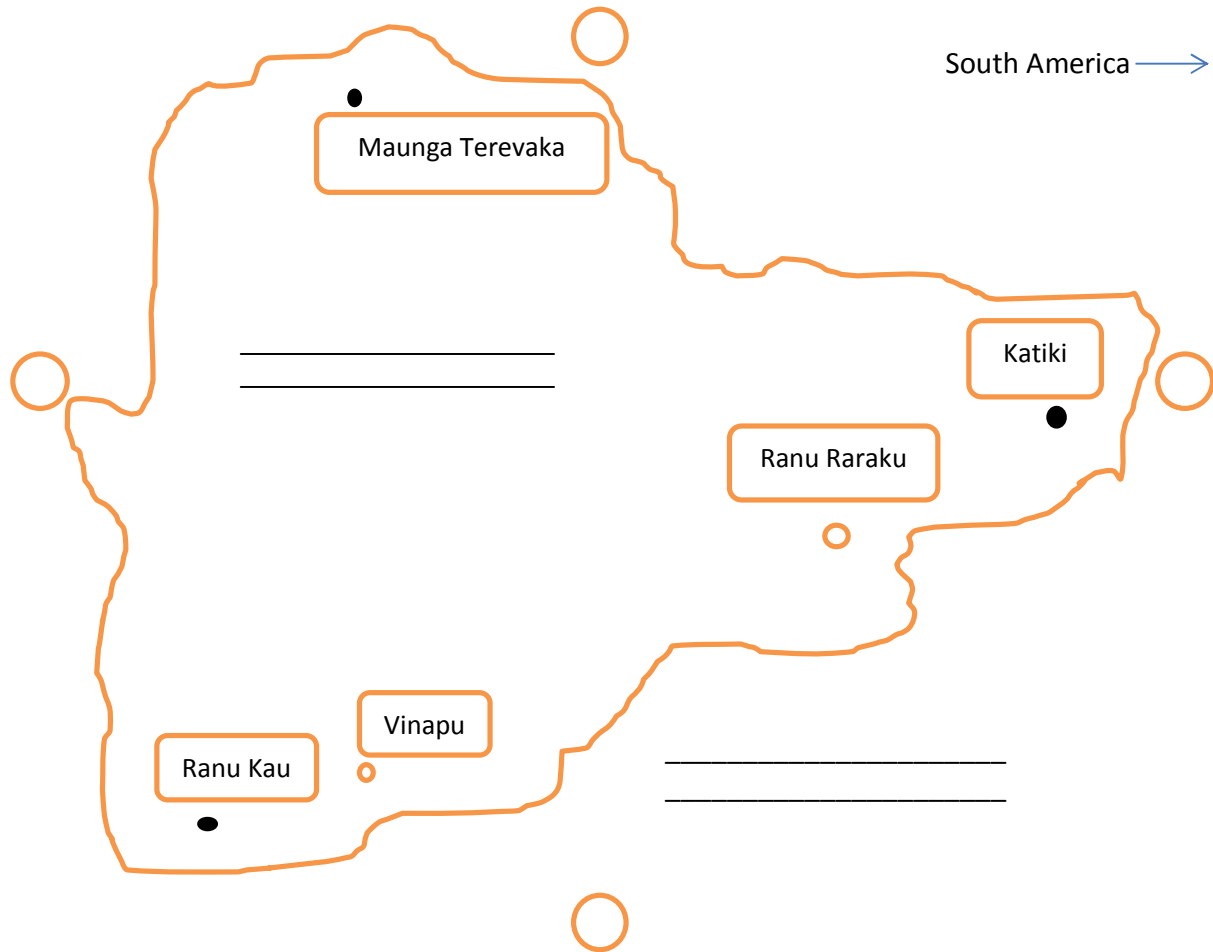 South America
Maunga Terevaka
Katiki
Ranu Raraku
Vinapu
Ranu Kau